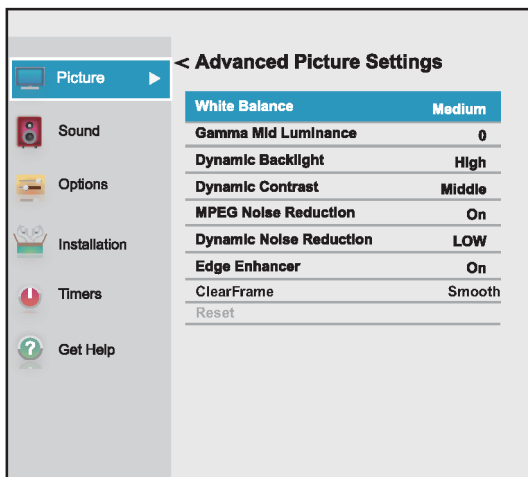 < Advanced Picture Settings
Picture
Sound
Options
Installation
Timers
Get Help
White Balance Medium
Gamma Mid Luminance 0
Dynamic Backlight High
Dynamic Contrast Middle
MPEG Noise Reduction On
Dynamic Noise Reduction LOW
Edge Enhancer On
ClearFrame Smooth
Reset